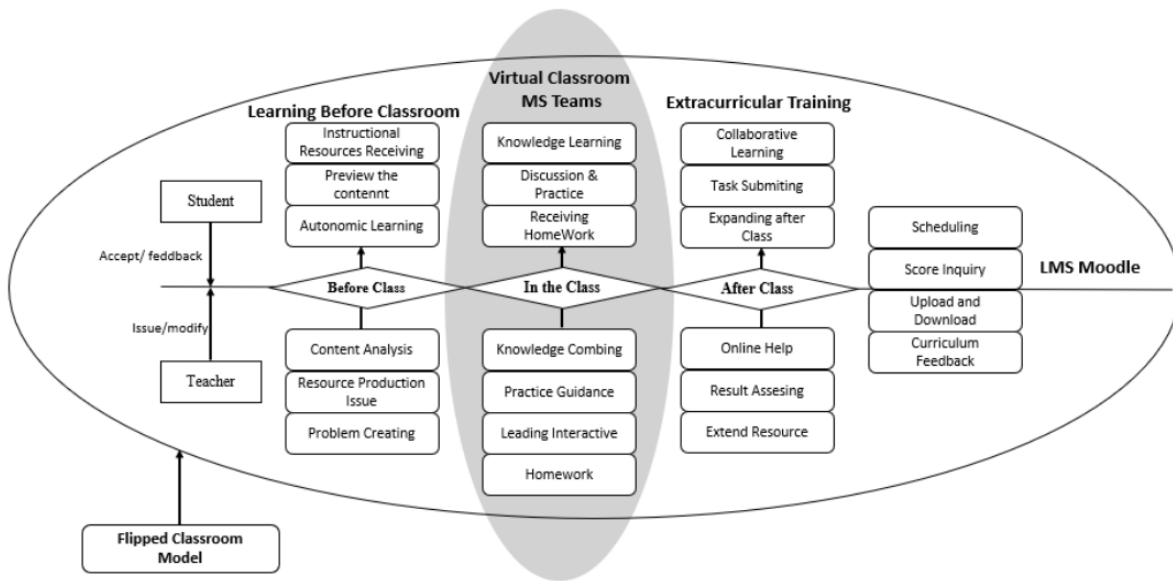 Virtual Classroom
MS Teams
Learning Before Classroom
Extracurricular Training
Instructional
Resources Receiving
Preview the
contennt
Autonomic Learning
Knowledge Learning
Discussion &
Practice
Receiving
HomeWork
Collaborative
Learning
Task Submiting
Expanding after
Class
Student
Accept/ feddback
Issue/modify
Teacher
Before Class
In the Class
After Class
Scheduling
Score Inquiry
Upload and
Download
Curriculum
Feedback
LMS Moodle
Content Analysis
Resource Production
Issue
Problem Creating
Knowledge Combing
Practice Guidance
Leading Interactive
Homework
Online Help
Result Assesing
Extend Resource
Flipped Classroom
Model